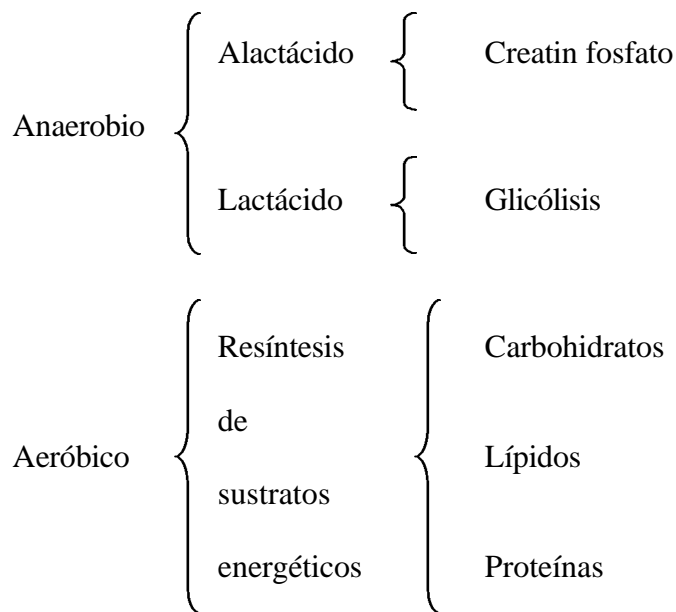 Alactácido Creatin fosfato
Anaerobio
Lactácido Glicólisis
Resíntesis Carbohidratos
de
Aeróbico Lípidos
sustratos
energéticos Proteínas